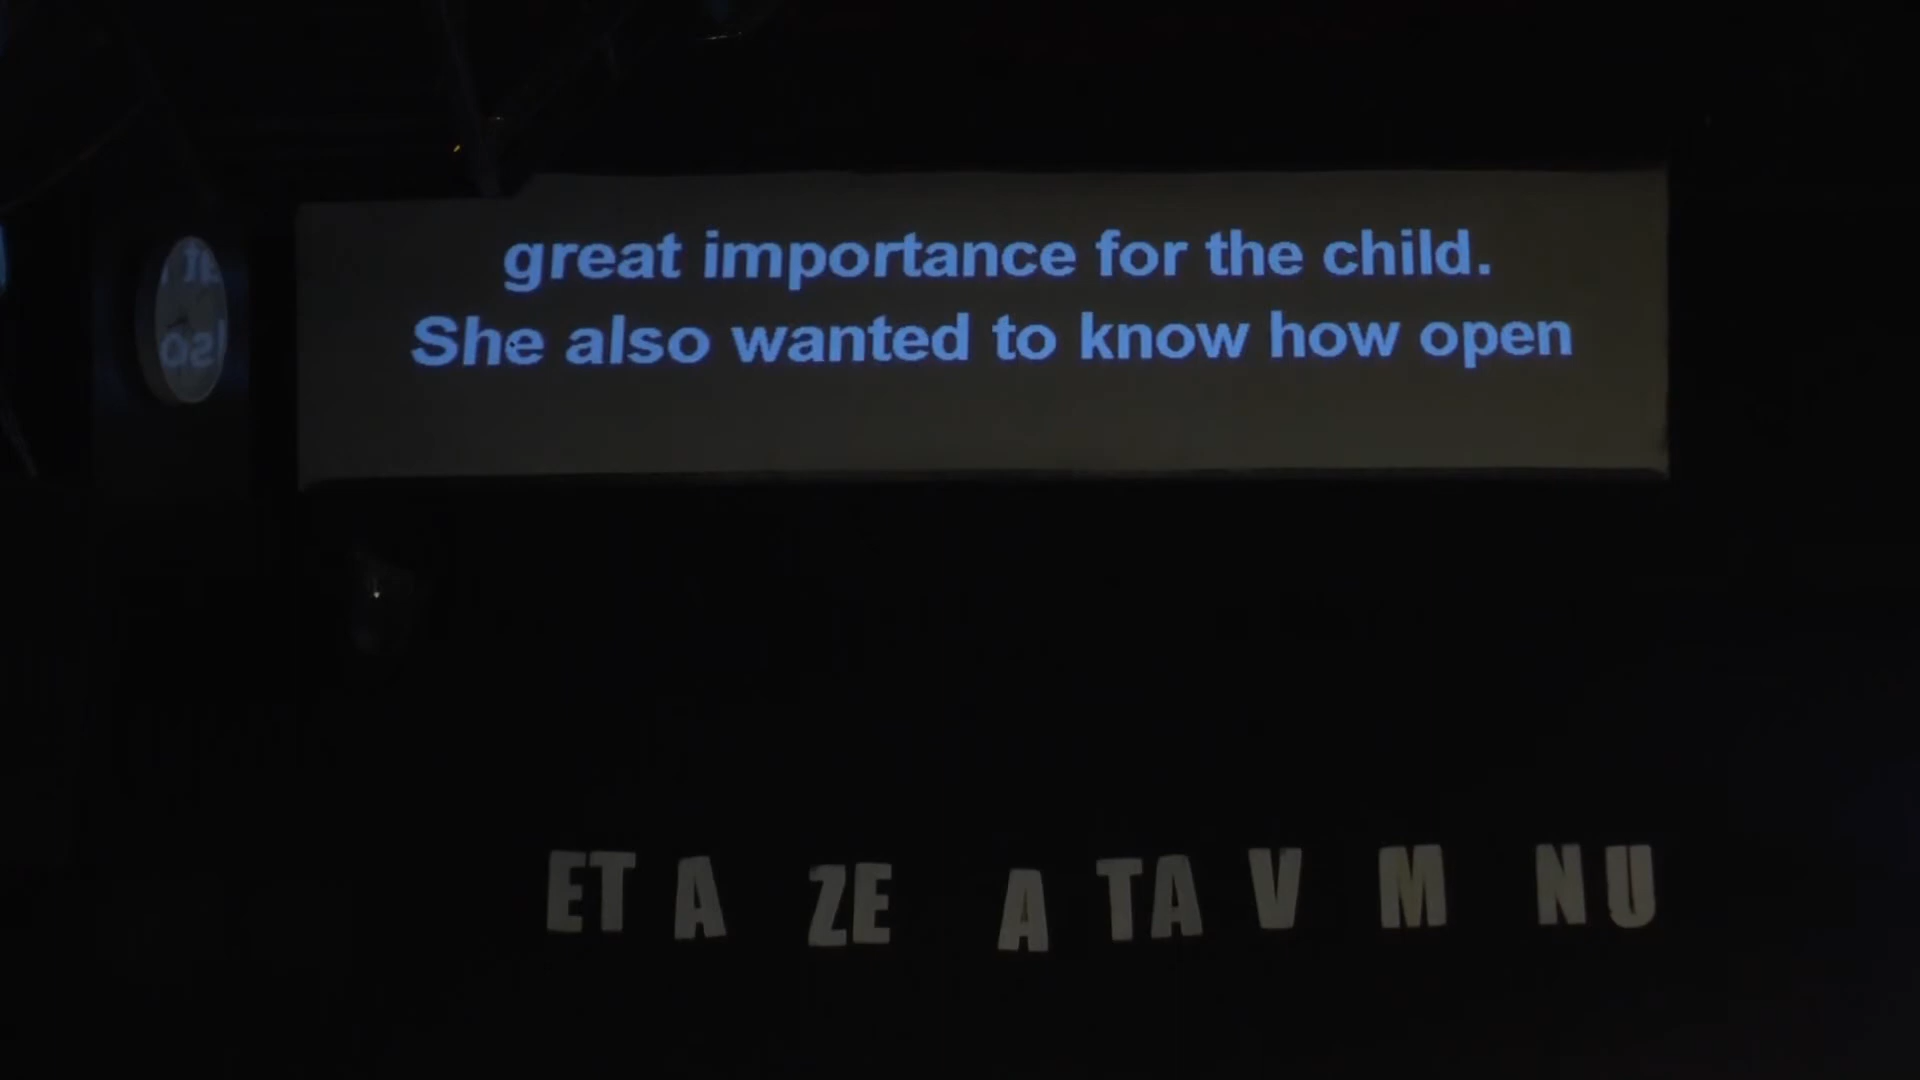 great importance for the child.
She also wanted to know how open
ET A ZE A TA V M NU